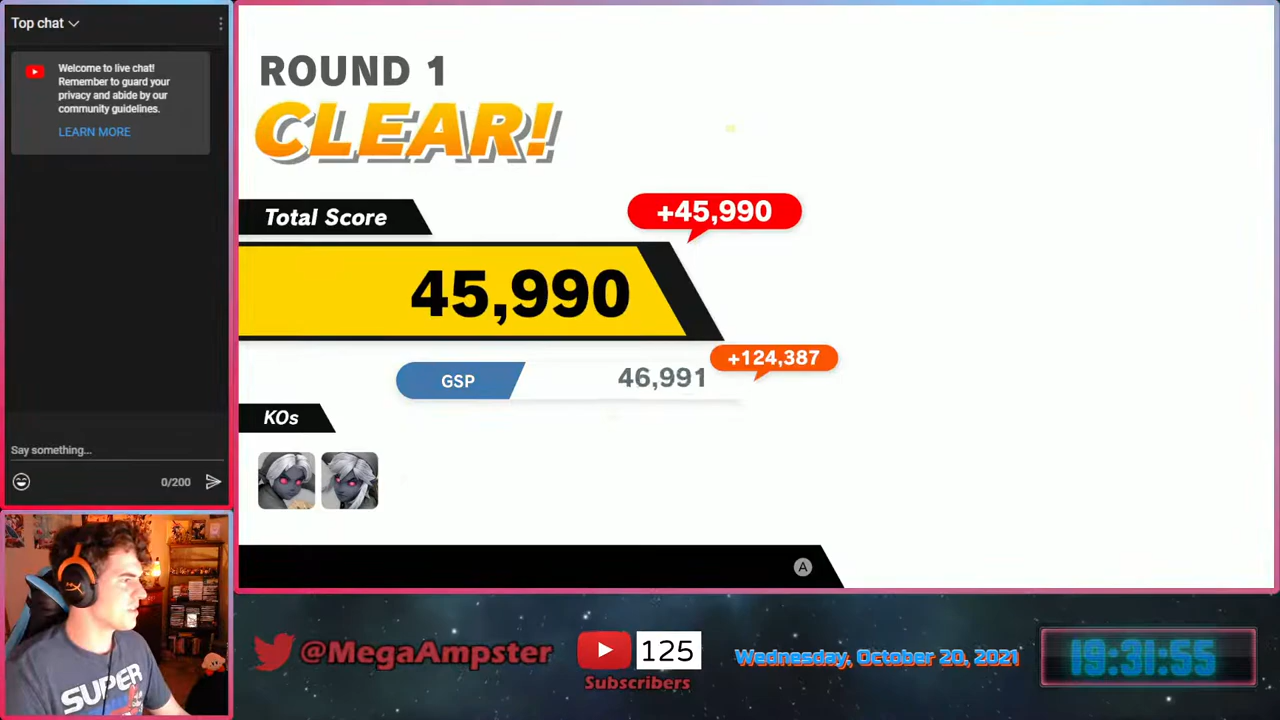 Top chat
Welcome to live chat!
Remember to guard your
privacy and abide by our
community guidelines.
LEARN MORE
Say something...
0/200
ROUND 1
CLEAR!
Total Score
+45,990
45,990
+124,387
GSP
46,991
KOs
A
SUPER
@MegaAmpster
125
Subscribers
Wednesday, October 20, 2021
19:31:55